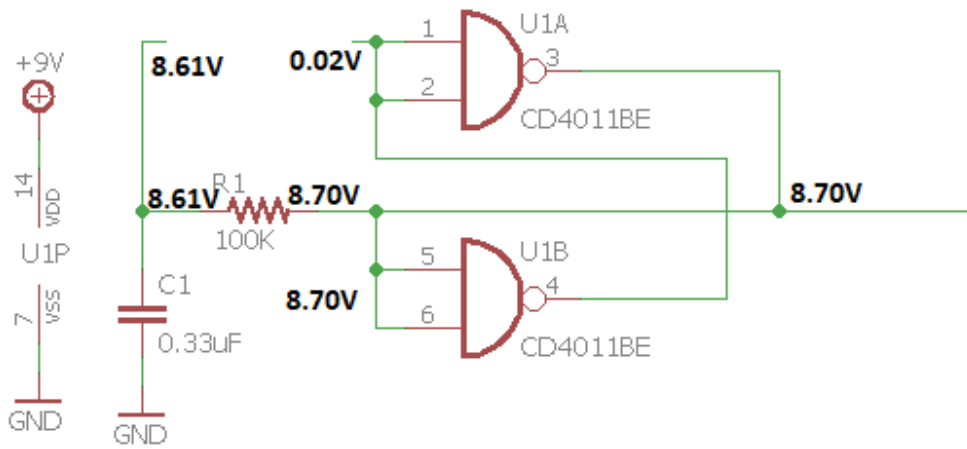 U1A
1
8.61V
0.02V
3
+9V
2
CD4011BE
14
VDD
R1
8.61V
8.70V
8.70V
100K
U1P
U1B
5
C1
4
8.70V
7
VSS
6
0.33uF
CD4011BE
GND
GND